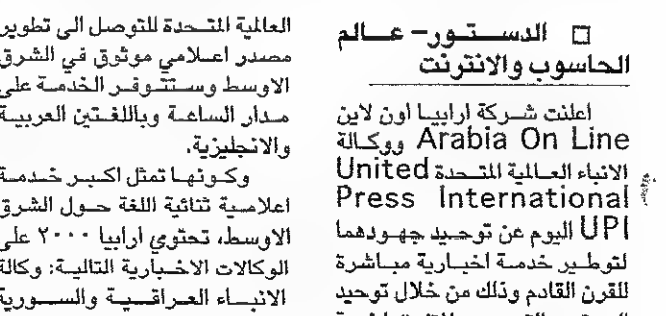 □ الدستور - عالم
الحاسوب والانترنت
اعلنت شركة ارابيا اون لاين
Arabia On Line ووكالة
الانباء العالمية المتحدة United
Press International
UPI اليوم عن توحيد جهودهما
لتوطير خدمة اخبارية مباشرة
للقرن القادم وذلك من خلال توحيد
العالمية المتحدة للتوصل الى تطوير
مصدر اعلامي موثوق في الشرق
الاوسط وستتوفر الخدمة على
مدار الساعة وباللغتين العربية
والانجليزية.
وكونها تمثل اكبر خدمة
اعلامية ثنائية اللغة حول الشرق
الاوسط، تحتوي ارابيا ٢٠٠٠ على
الوكالات الاخبارية التالية: وكالة
الانباء العراقية والسورية